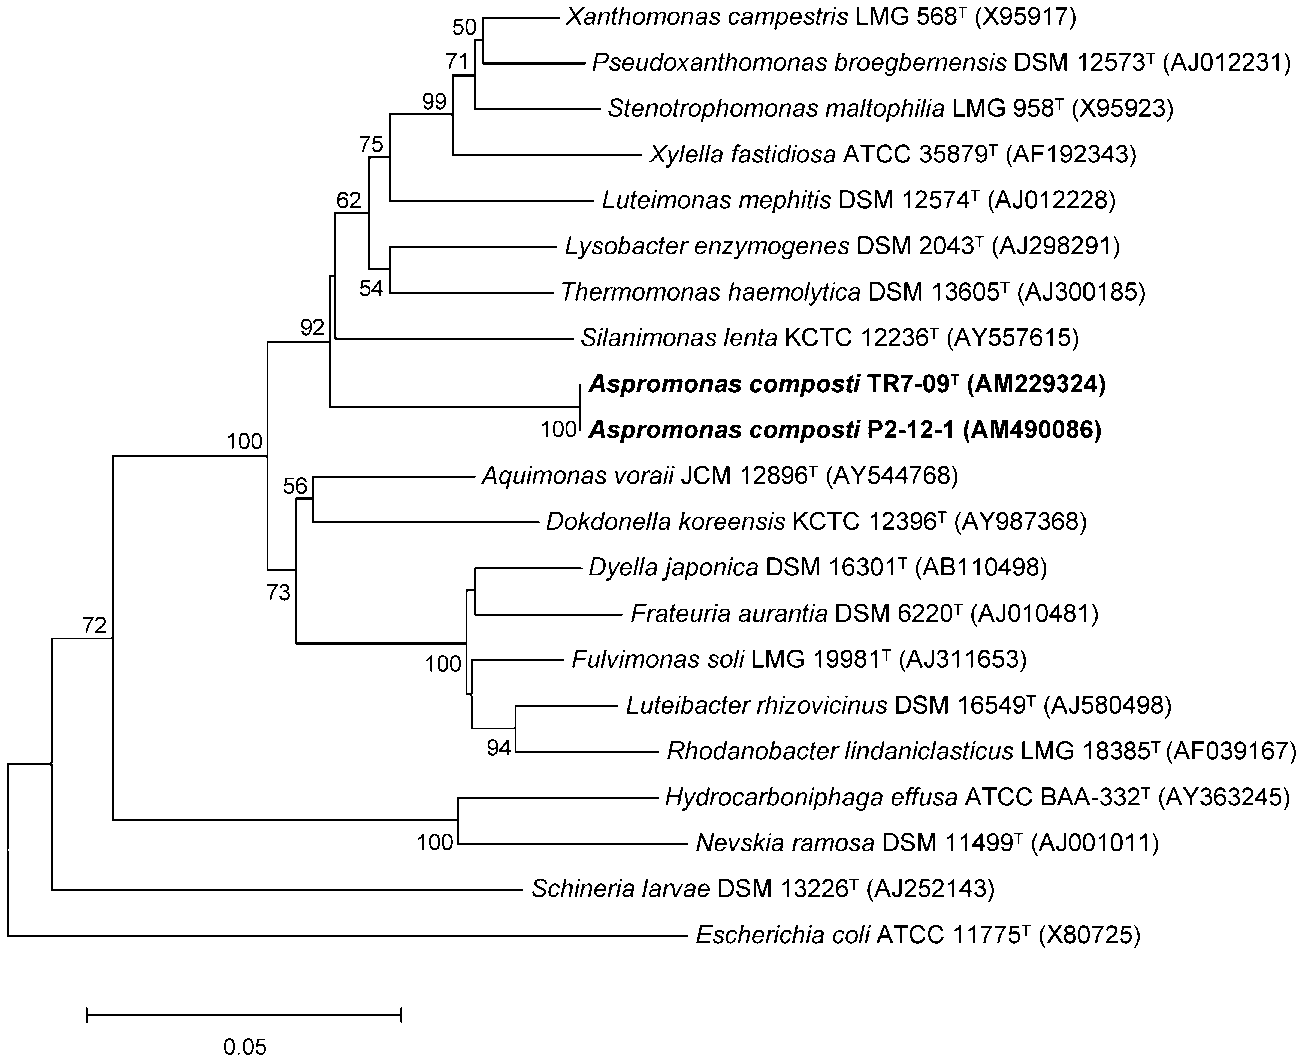 Xanthomonas campestris LMG 568ᵀ (X95917)
50
Pseudoxanthomonas broegbernensis DSM 12573ᵀ (AJ012231)
71
99
Stenotrophomonas maltophilia LMG 958ᵀ (X95923)
75
Xylella fastidiosa ATCC 35879ᵀ (AF192343)
62
Luteimonas mephitis DSM 12574ᵀ (AJ012228)
Lysobacter enzymogenes DSM 2043ᵀ (AJ298291)
54
Thermomonas haemolytica DSM 13605ᵀ (AJ300185)
92
Silanimonas lenta KCTC 12236ᵀ (AY557615)
Aspromonas composti TR7-09ᵀ (AM229324)
100
Aspromonas composti P2-12-1 (AM490086)
100
Aquimonas voraii JCM 12896ᵀ (AY544768)
56
Dokdonella koreensis KCTC 12396ᵀ (AY987368)
Dyella japonica DSM 16301ᵀ (AB110498)
73
Frateuria aurantia DSM 6220ᵀ (AJ010481)
72
100
Fulvimonas soli LMG 19981ᵀ (AJ311653)
Luteibacter rhizovicinus DSM 16549ᵀ (AJ580498)
94
Rhodanobacter lindaniclasticus LMG 18385ᵀ (AF039167)
Hydrocarboniphaga effusa ATCC BAA-332ᵀ (AY363245)
100
Nevskia ramosa DSM 11499ᵀ (AJ001011)
Schineria larvae DSM 13226ᵀ (AJ252143)
Escherichia coli ATCC 11775ᵀ (X80725)
0.05